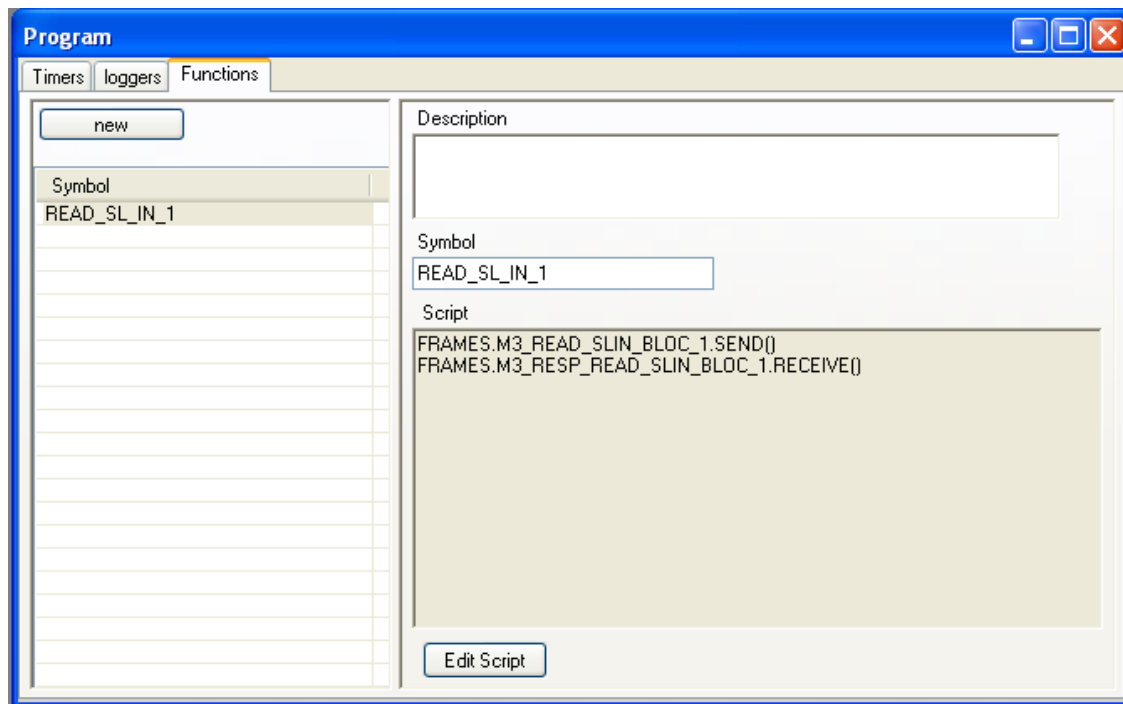 Program
Timers
loggers
Functions
new
Symbol
READ_SL_IN_1
Description
Symbol
READ_SL_IN_1
Script
FRAMES.M3_READ_SLIN_BLOC_1.SEND()
FRAMES.M3_RESP_READ_SLIN_BLOC_1.RECEIVE()
Edit Script